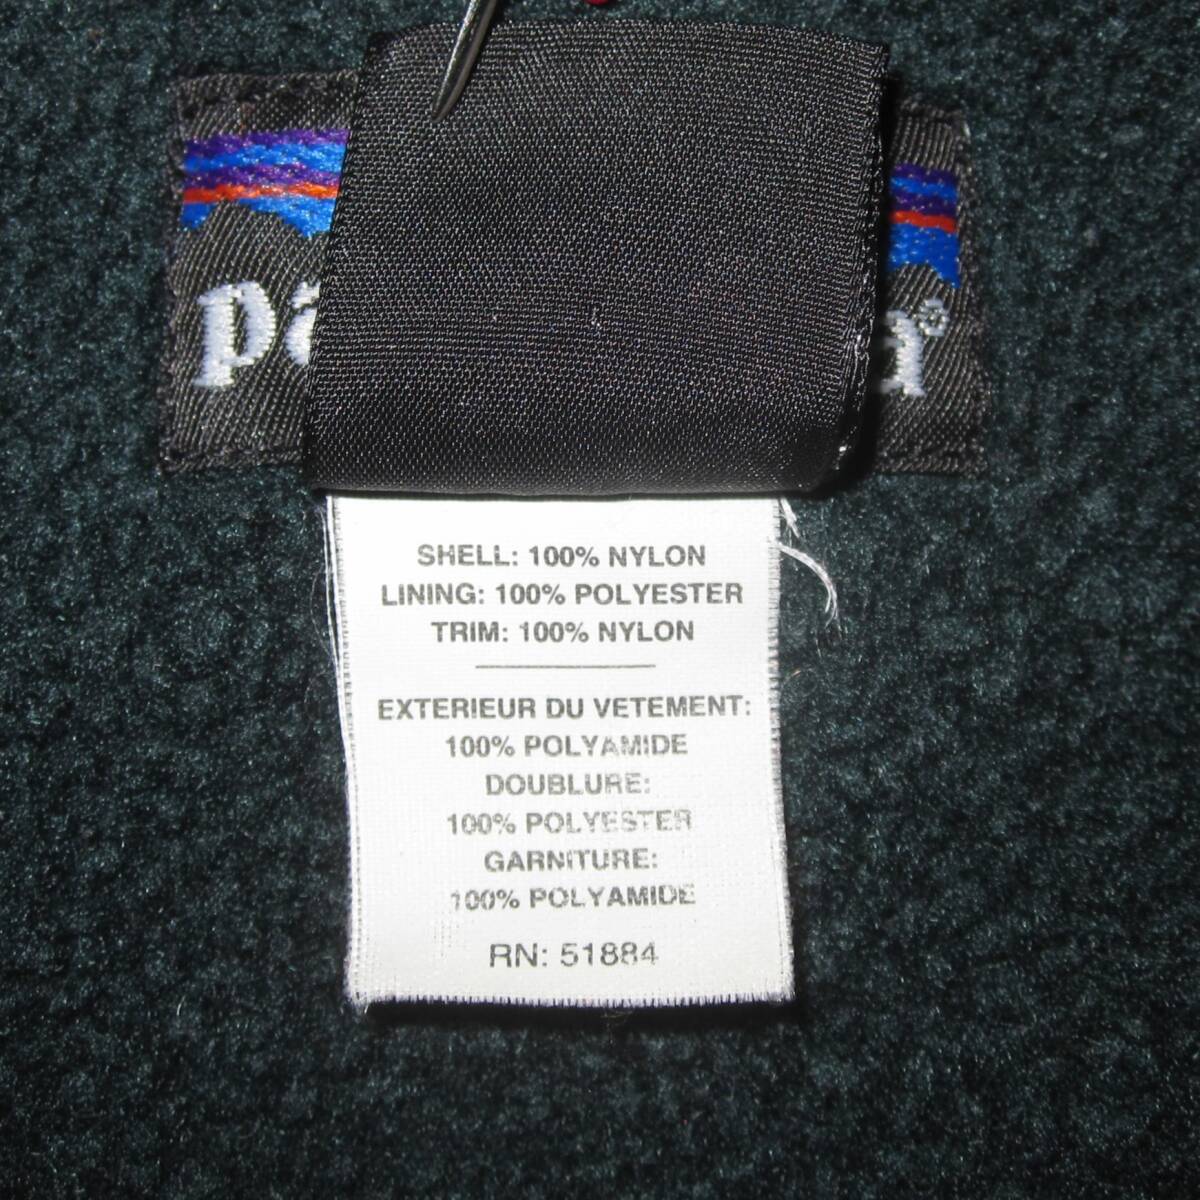 pa
a®
SHELL: 100% NYLON
LINING: 100% POLYESTER
TRIM: 100% NYLON
EXTERIEUR DU VETEMENT:
100% POLYAMIDE
DOUBLURE:
100% POLYESTER
GARNITURE:
100% POLYAMIDE
RN: 51884